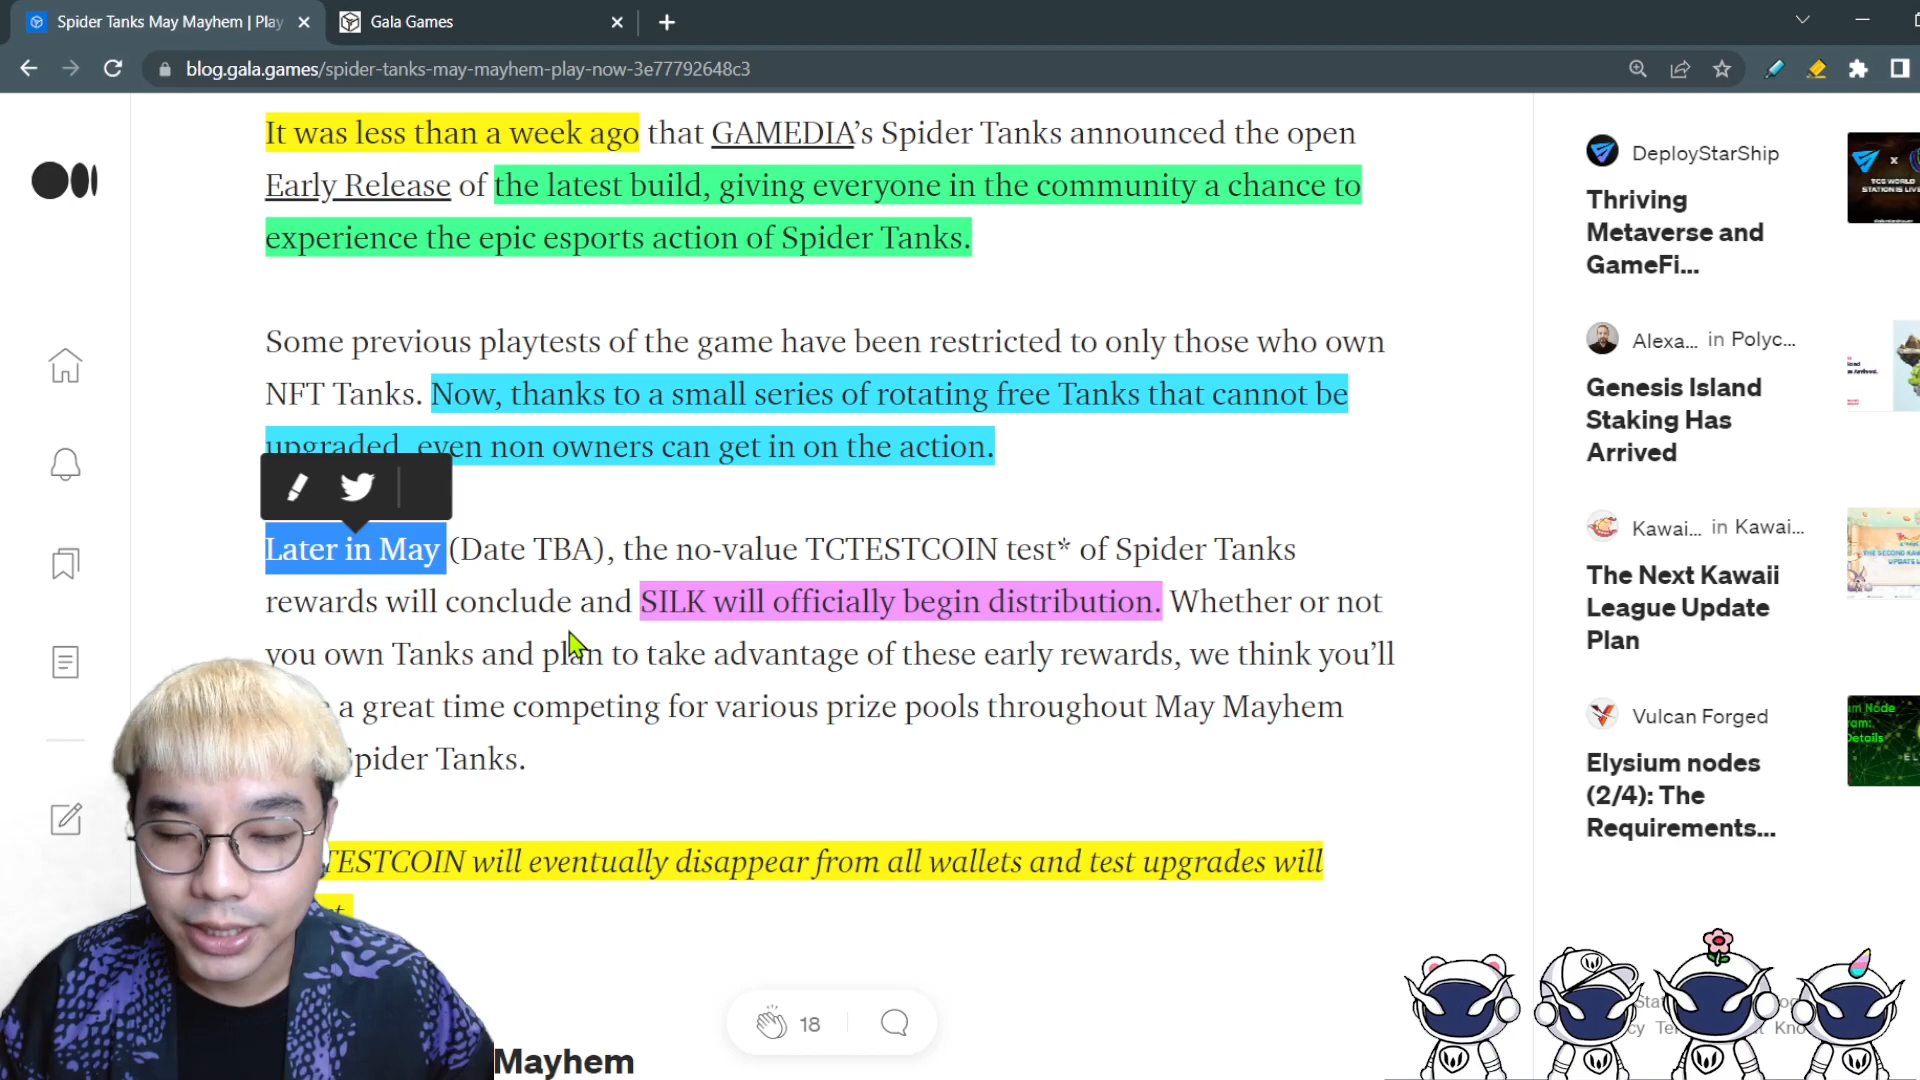 Spider Tanks May Mayhem | Play
Gala Games
blog.gala.games/spider-tanks-may-mayhem-play-now-3e77792648c3
It was less than a week ago that GAMEDIA's Spider Tanks announced the open
Early Release of the latest build, giving everyone in the community a chance to
experience the epic esports action of Spider Tanks.
Some previous playtests of the game have been restricted to only those who own
NFT Tanks. Now, thanks to a small series of rotating free Tanks that cannot be
upgraded, even non owners can get in on the action.
Later in May (Date TBA), the no-value TCTESTCOIN test* of Spider Tanks
rewards will conclude and SILK will officially begin distribution. Whether or not
you own Tanks and plan to take advantage of these early rewards, we think you'll
a great time competing for various prize pools throughout May Mayhem
Spider Tanks.
TESTCOIN will eventually disappear from all wallets and test upgrades will
18
Mayhem
DeployStarShip
Thriving
Metaverse and
GameFi...
Alexa... in Polyc...
Genesis Island
Staking Has
Arrived
Kawai... in Kawai...
The Next Kawaii
League Update
Plan
Vulcan Forged
Elysium nodes
(2/4): The
Requirements...